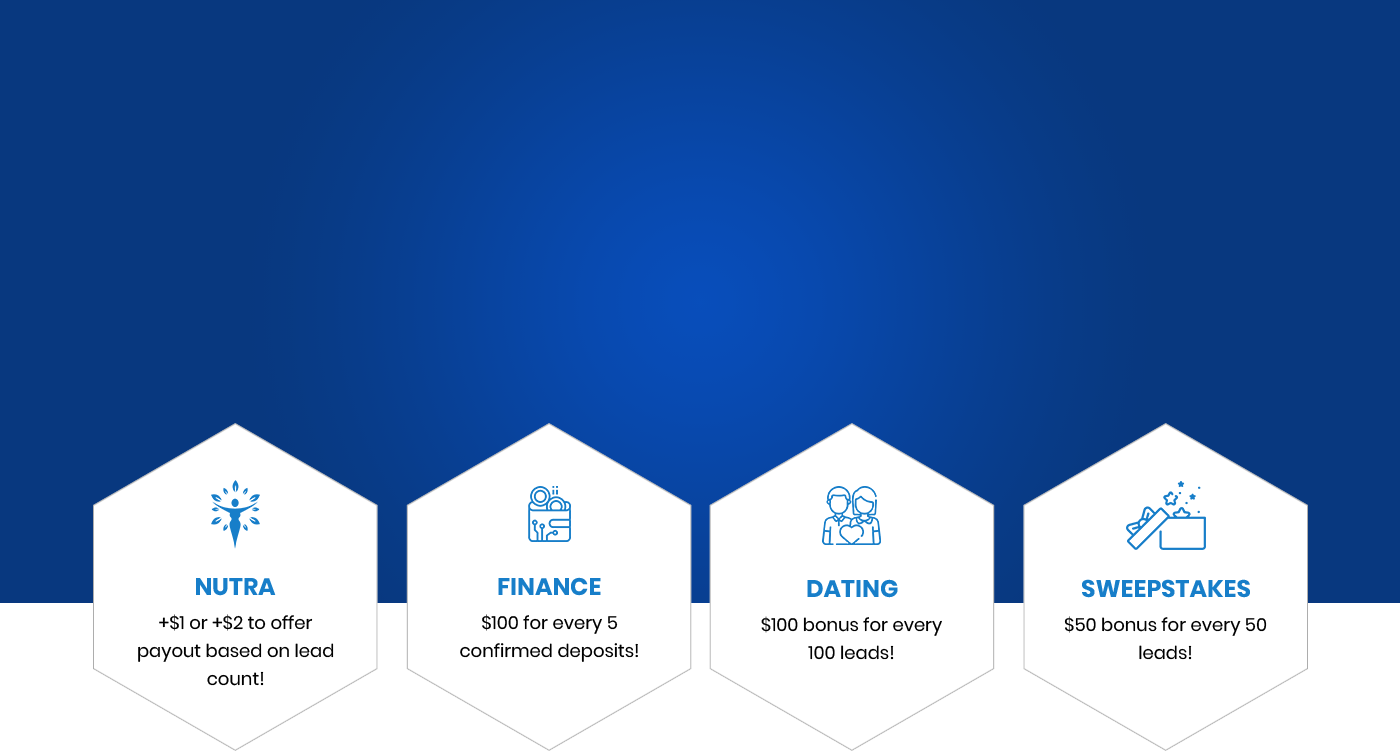 NUTRA
+$1 or +$2 to offer
payout based on lead
count!
FINANCE
$100 for every 5
confirmed deposits!
DATING
$100 bonus for every
100 leads!
SWEEPSTAKES
$50 bonus for every 50
leads!